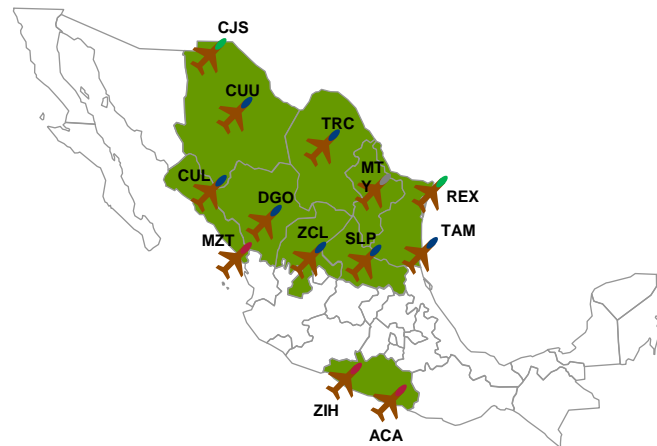 CJS
CUU
TRC
MT
Y
CUL
DGO
REX
MZT
ZCL
SLP
TAM
ZIH
ACA